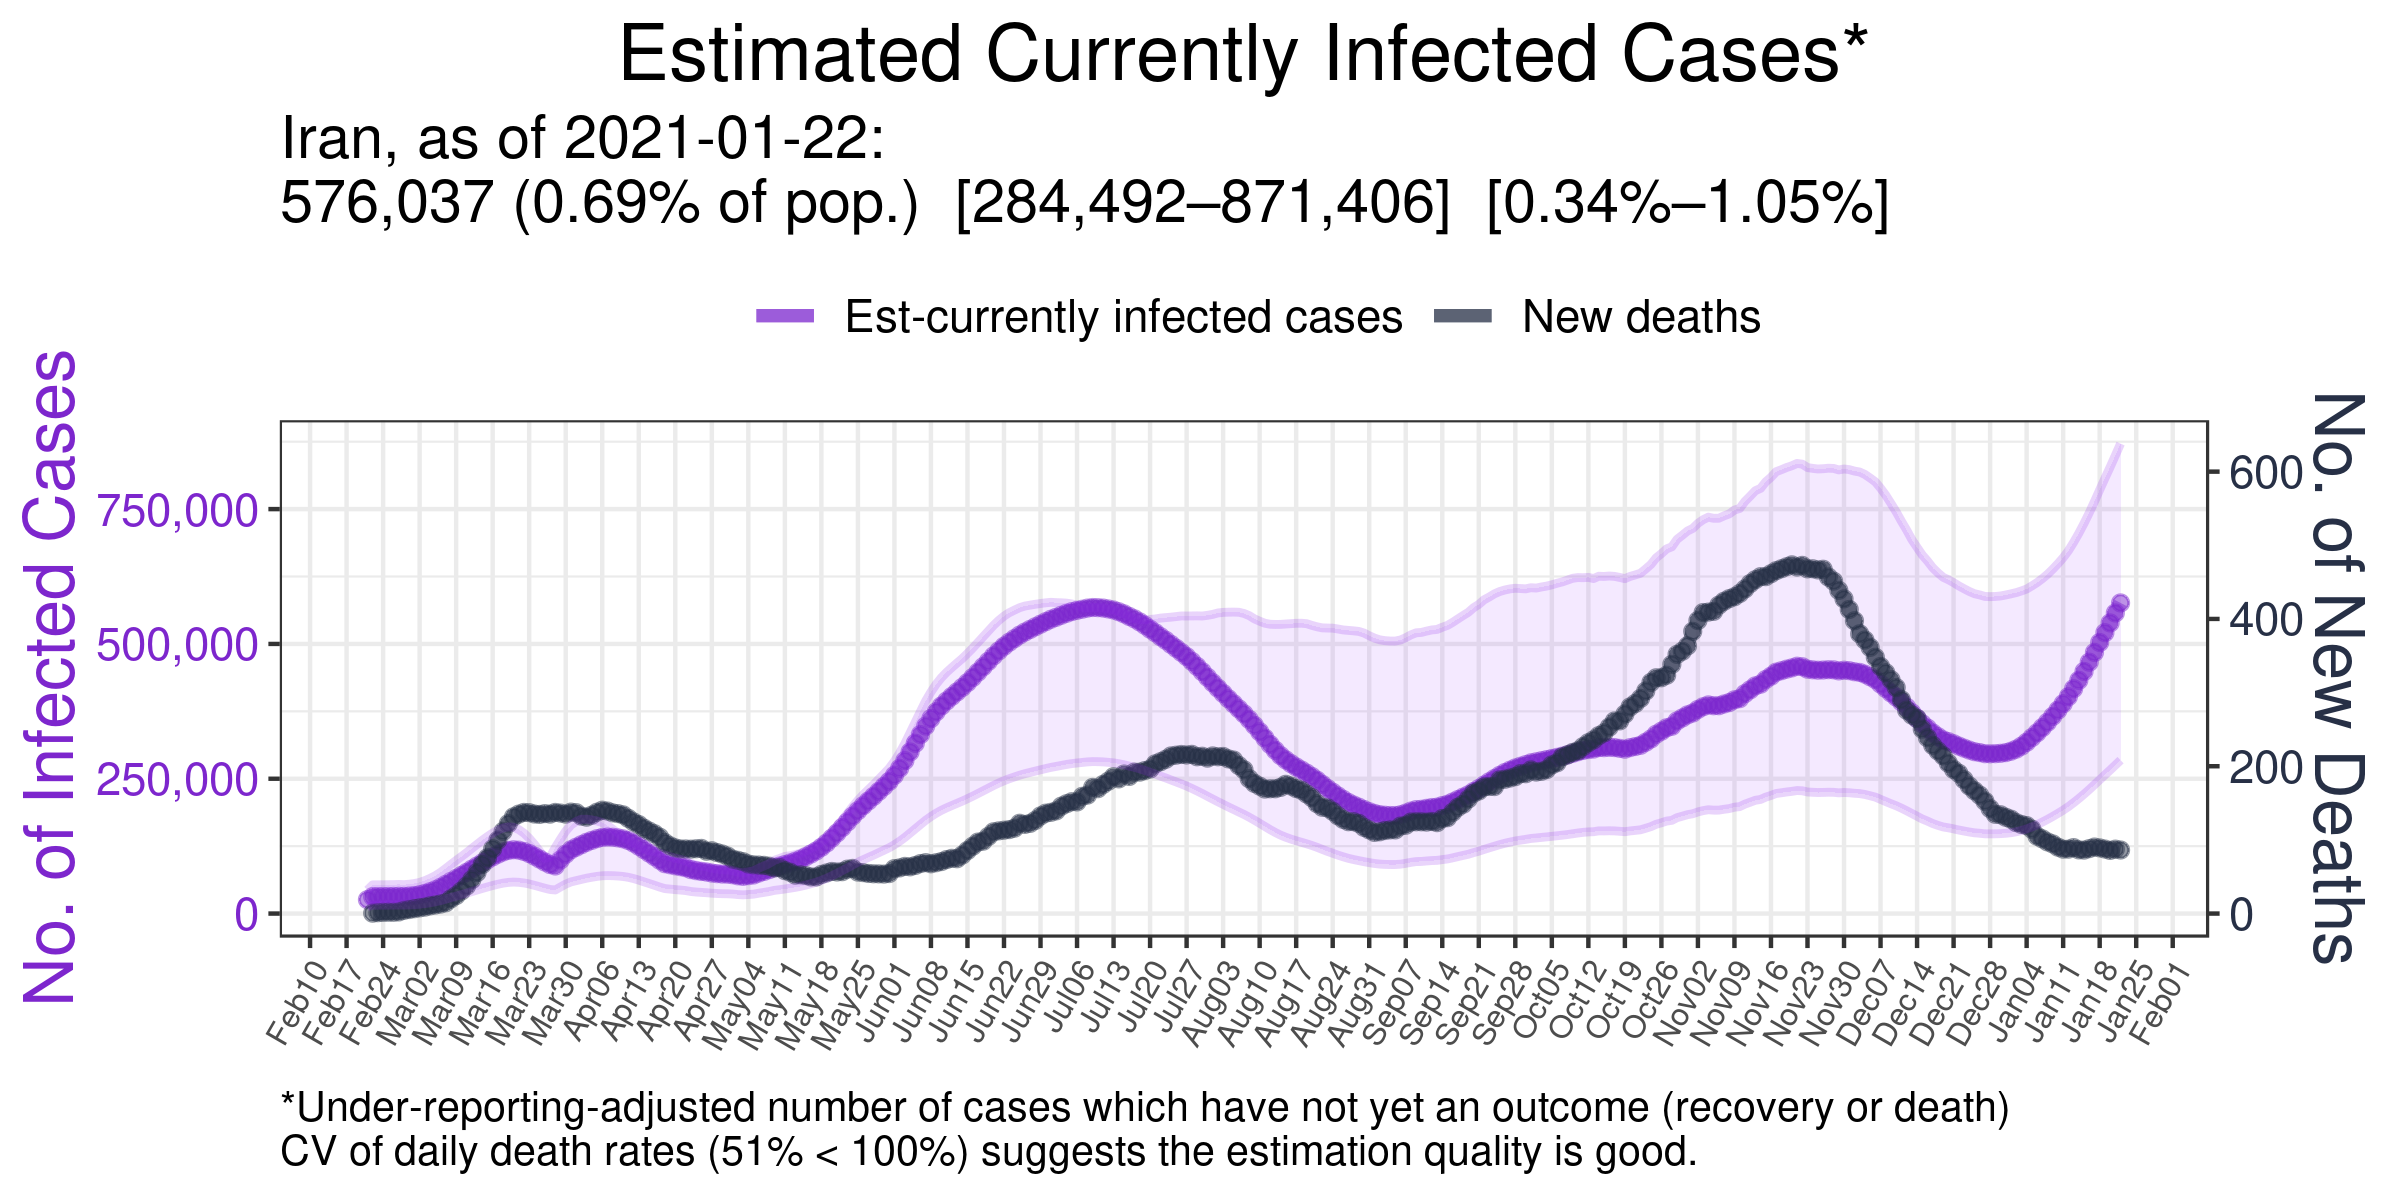 Estimated Currently Infected Cases*
Iran, as of 2021-01-22:
576,037 (0.69% of pop.)  [284,492–871,406]  [0.34%–1.05%]
Est-currently infected cases
New deaths
No. of Infected Cases
750,000
500,000
250,000
0
600
400
200
0
No. of New Deaths
Feb10
Feb17
Feb24
Mar02
Mar09
Mar16
Mar23
Mar30
Apr06
Apr13
Apr20
Apr27
May04
May11
May18
May25
Jun01
Jun08
Jun15
Jun22
Jun29
Jul06
Jul13
Jul20
Jul27
Aug03
Aug10
Aug17
Aug24
Aug31
Sep07
Sep14
Sep21
Sep28
Oct05
Oct12
Oct19
Oct26
Nov02
Nov09
Nov16
Nov23
Nov30
Dec07
Dec14
Dec21
Dec28
Jan04
Jan11
Jan18
Jan25
Feb01
*Under-reporting-adjusted number of cases which have not yet an outcome (recovery or death)
CV of daily death rates (51% < 100%) suggests the estimation quality is good.